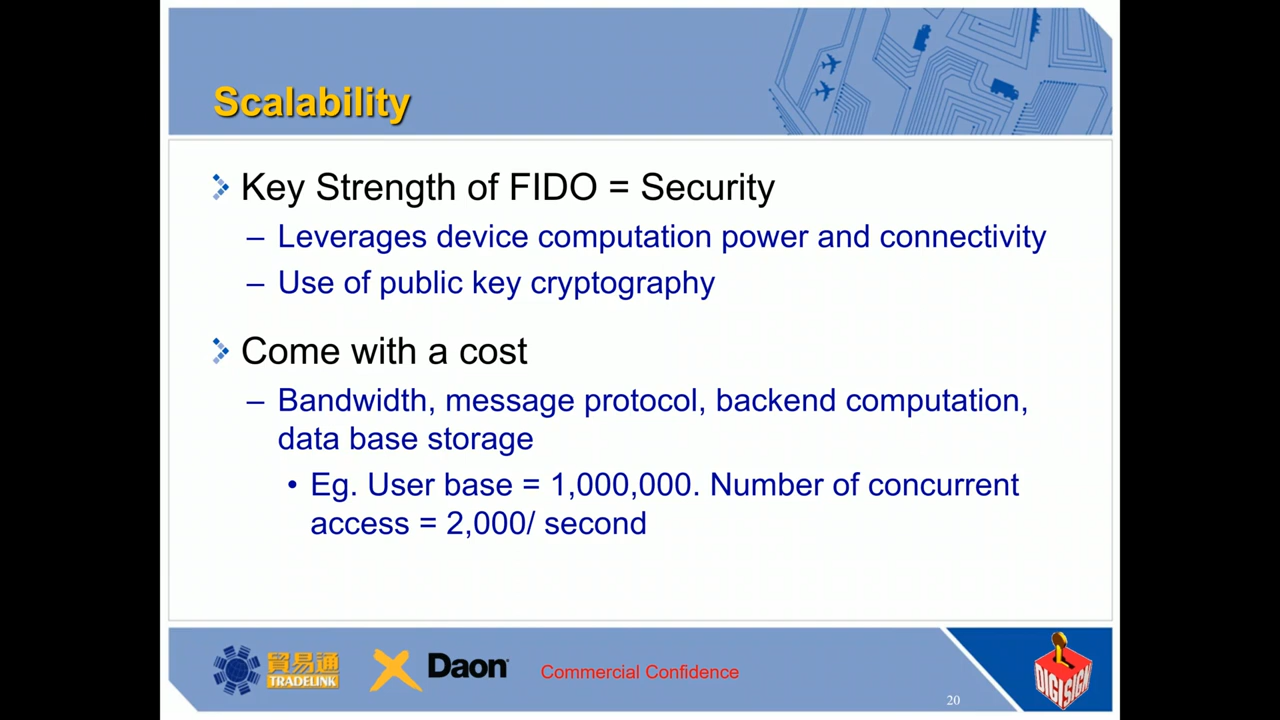 Scalability
Key Strength of FIDO = Security
– Leverages device computation power and connectivity
– Use of public key cryptography
Come with a cost
– Bandwidth, message protocol, backend computation,
data base storage
• Eg. User base = 1,000,000. Number of concurrent
access = 2,000/ second
貿易通
TRADELINK
Daon
Commercial Confidence
20
DIGI SIGN